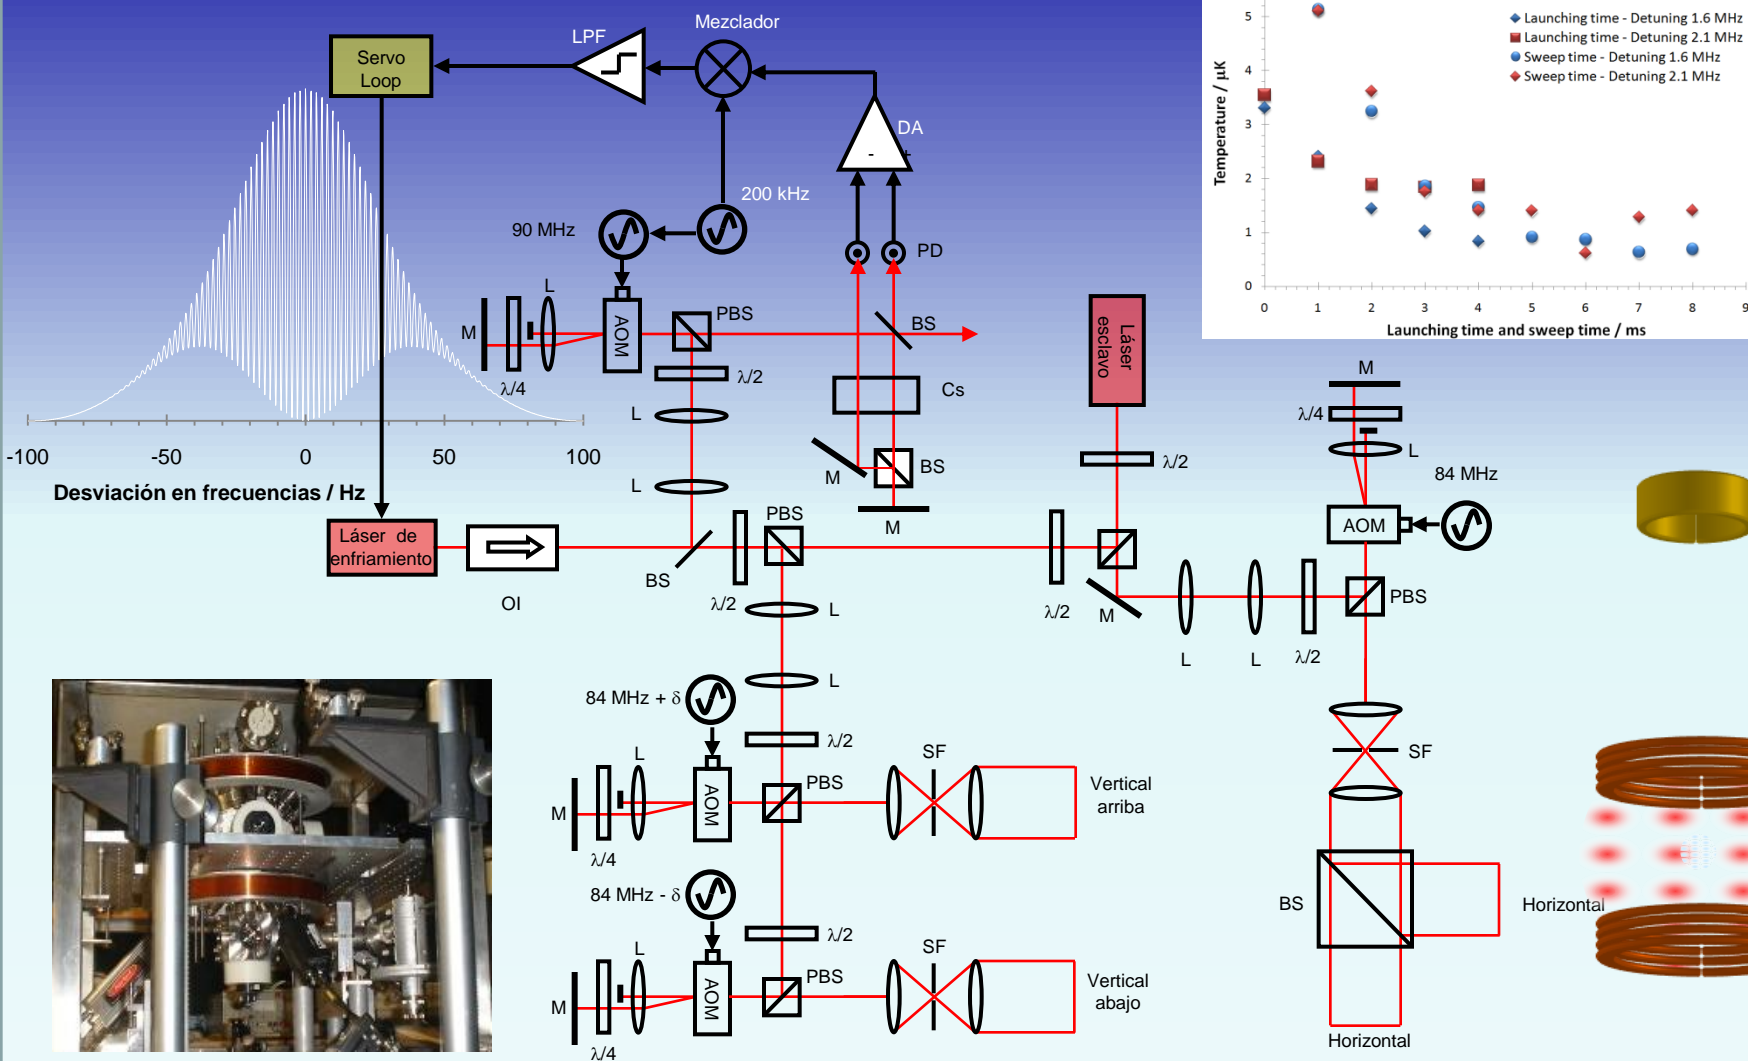 Mezclador
LPF
Servo
Loop
DA
-
+
200 kHz
90 MHz
PD
L
M
AOM
PBS
BS
λ/4
λ/2
L
Cs
L
M
BS
M
-100
-50
0
50
100
Desviación en frecuencias / Hz
Láser de
enfriamiento
OI
BS
λ/2
PBS
L
L
Láser
esclavo
λ/2
λ/2
M
L
L
λ/2
M
λ/4
L
84 MHz
AOM
PBS
SF
BS
Horizontal
Horizontal
84 MHz + δ
λ/2
L
M
AOM
PBS
SF
Vertical
arriba
λ/4
84 MHz - δ
λ/2
L
M
AOM
PBS
SF
Vertical
abajo
λ/4
Temperature / μK
5
4
3
2
1
0
Launching time - Detuning 1.6 MHz
Launching time - Detuning 2.1 MHz
Sweep time - Detuning 1.6 MHz
Sweep time - Detuning 2.1 MHz
0
1
2
3
4
5
6
7
8
9
Launching time and sweep time / ms